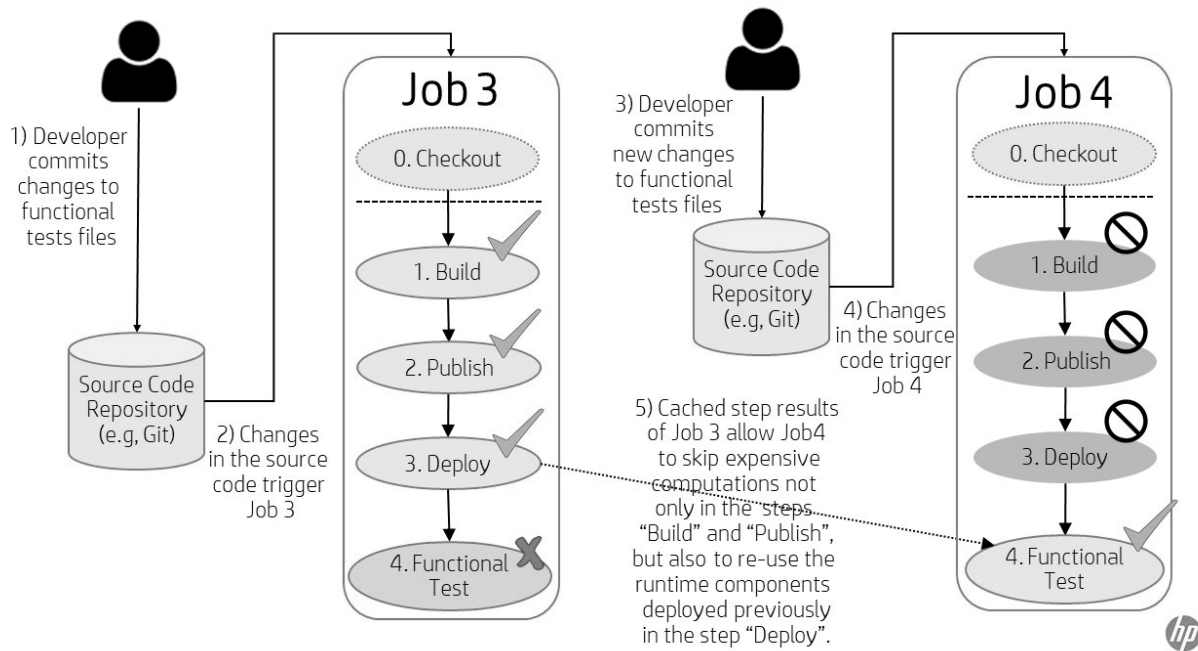 1) Developer
commits
changes to
functional
tests files
Source Code
Repository
(e.g, Git)
2) Changes
in the source
code trigger
Job 3
Job 3
0. Checkout
1. Build
2. Publish
3. Deploy
4. Functional
Test
3) Developer
commits
new changes
to functional
tests files
Source Code
Repository
(e.g, Git)
4) Changes
in the source
code trigger
Job 4
5) Cached step results
of Job 3 allow Job4
to skip expensive
computations not
only in the steps
“Build” and “Publish”,
but also to re-use the
runtime components
deployed previously
in the step “Deploy”.
Job 4
0. Checkout
1. Build
2. Publish
3. Deploy
4. Functional
Test
hp